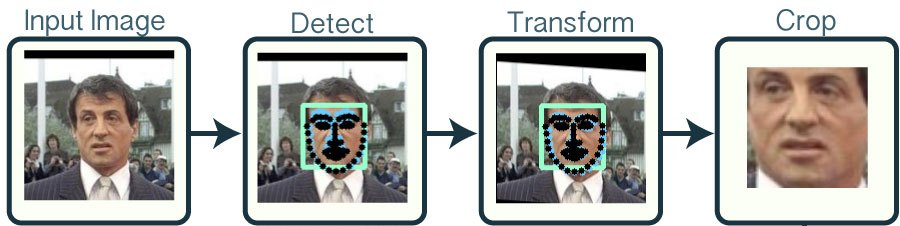 Input Image
Detect
Transform
Crop